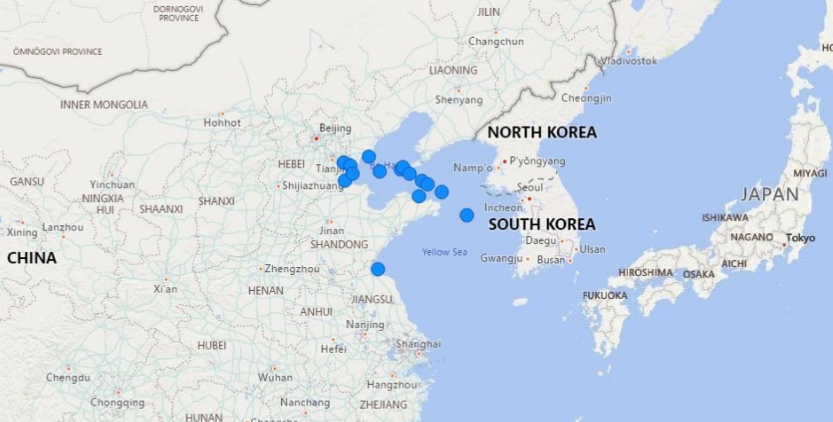 DORNOGOVI
PROVINCE
JILIN
ÖMNÖGOVI PROVINCE
Changchun
Vladivostok
LIAONING
INNER MONGOLIA
Shenyang
Cheongjin
Hohhot
Beijing
NORTH KOREA
HEBEI
Namp'o
P'yŏngyang
MIYAGI
GANSU
Yinchuan
Shijiazhuang
NINGXIA
HUI
SHAANXI
SHANXI
Seoul
JAPAN
Incheon
ISHIKAWA
Xining
Lanzhou
Jinan
SOUTH KOREA
NAGANO
Tokyo
SHANDONG
Daegu
Ulsan
Yellow Sea
CHINA
Gwangju
Busan
AICHI
Zhengzhou
HIROSHIMA
OSAKA
Xi'an
HENAN
JIANGSU
FUKUOKA
ANHUI
Nanjing
HUBEI
Hefei
Shanghai
Chengdu
Wuhan
Hangzhou
Chongqing
Nanchang
ZHEJIANG
HUNAN